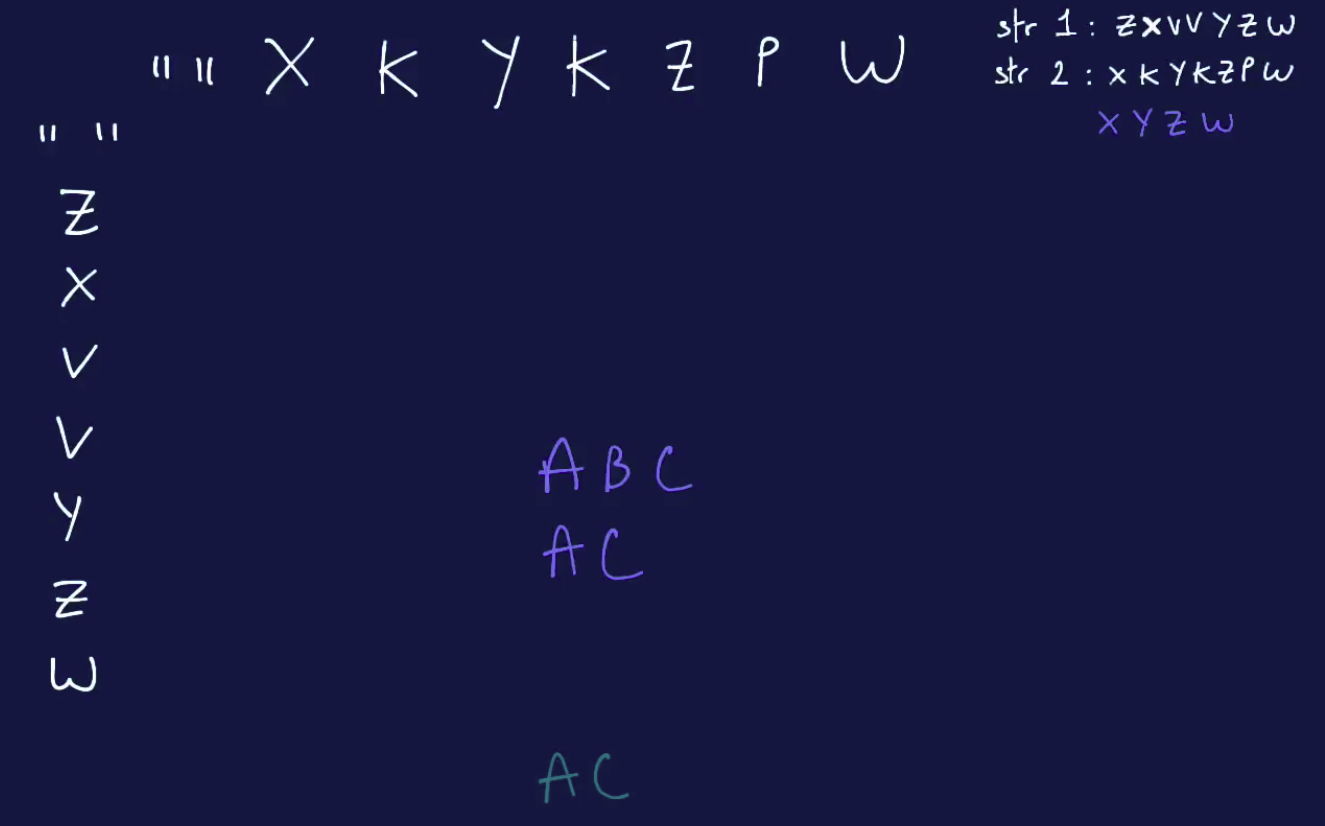 "" X K Y K Z P W
str 1 : ZXVVYZW
str 2 : XKYKZPW
XYZW
""
Z
X
V
V
Y
Z
W
ABC
AC
AC